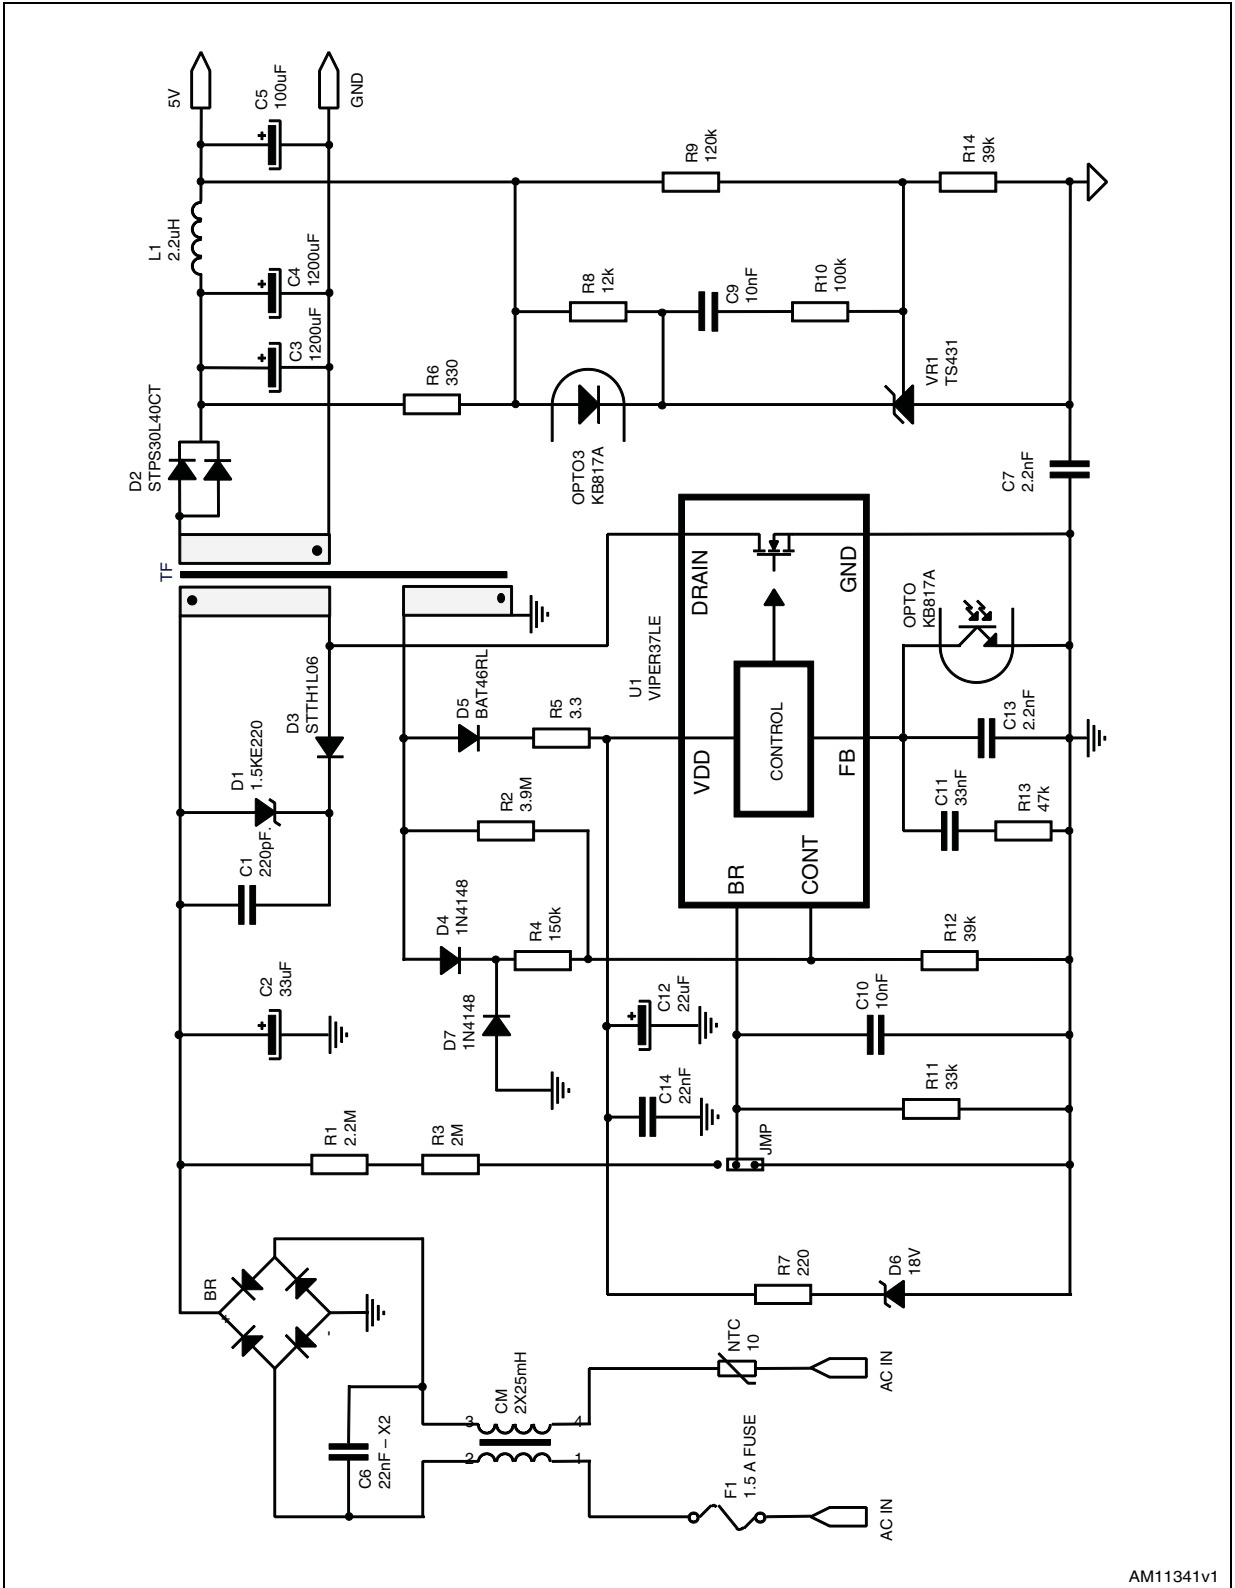 AC IN
F1
1.5 A FUSE
AC IN
NTC
10
CM
2X25mH
1
2
3
4
C6
22nF – X2
BR
+
-
R7
220
D6
18V
R1
2.2M
R3
2M
JMP
C2
33uF
+
D7
1N4148
C14
22nF
C12
22uF
+
R11
33k
C10
10nF
C1
220pF.
D4
1N4148
R4
150k
R12
39k
D1
1.5KE220
R2
3.9M
D3
STTH1L06
D5
BAT46RL
R5
3.3
U1
VIPER37LE
BR
CONT
VDD
FB
CONTROL
DRAIN
GND
C11
33nF
R13
47k
C13
2.2nF
OPTO
KB817A
TF
D2
STPS30L40CT
C7
2.2nF
OPTO3
KB817A
R6
330
VR1
TS431
C3
1200uF
+
C4
1200uF
+
L1
2.2uH
R8
12k
C9
10nF
R10
100k
R9
120k
R14
39k
C5
100uF
+
5V
GND
AM11341v1